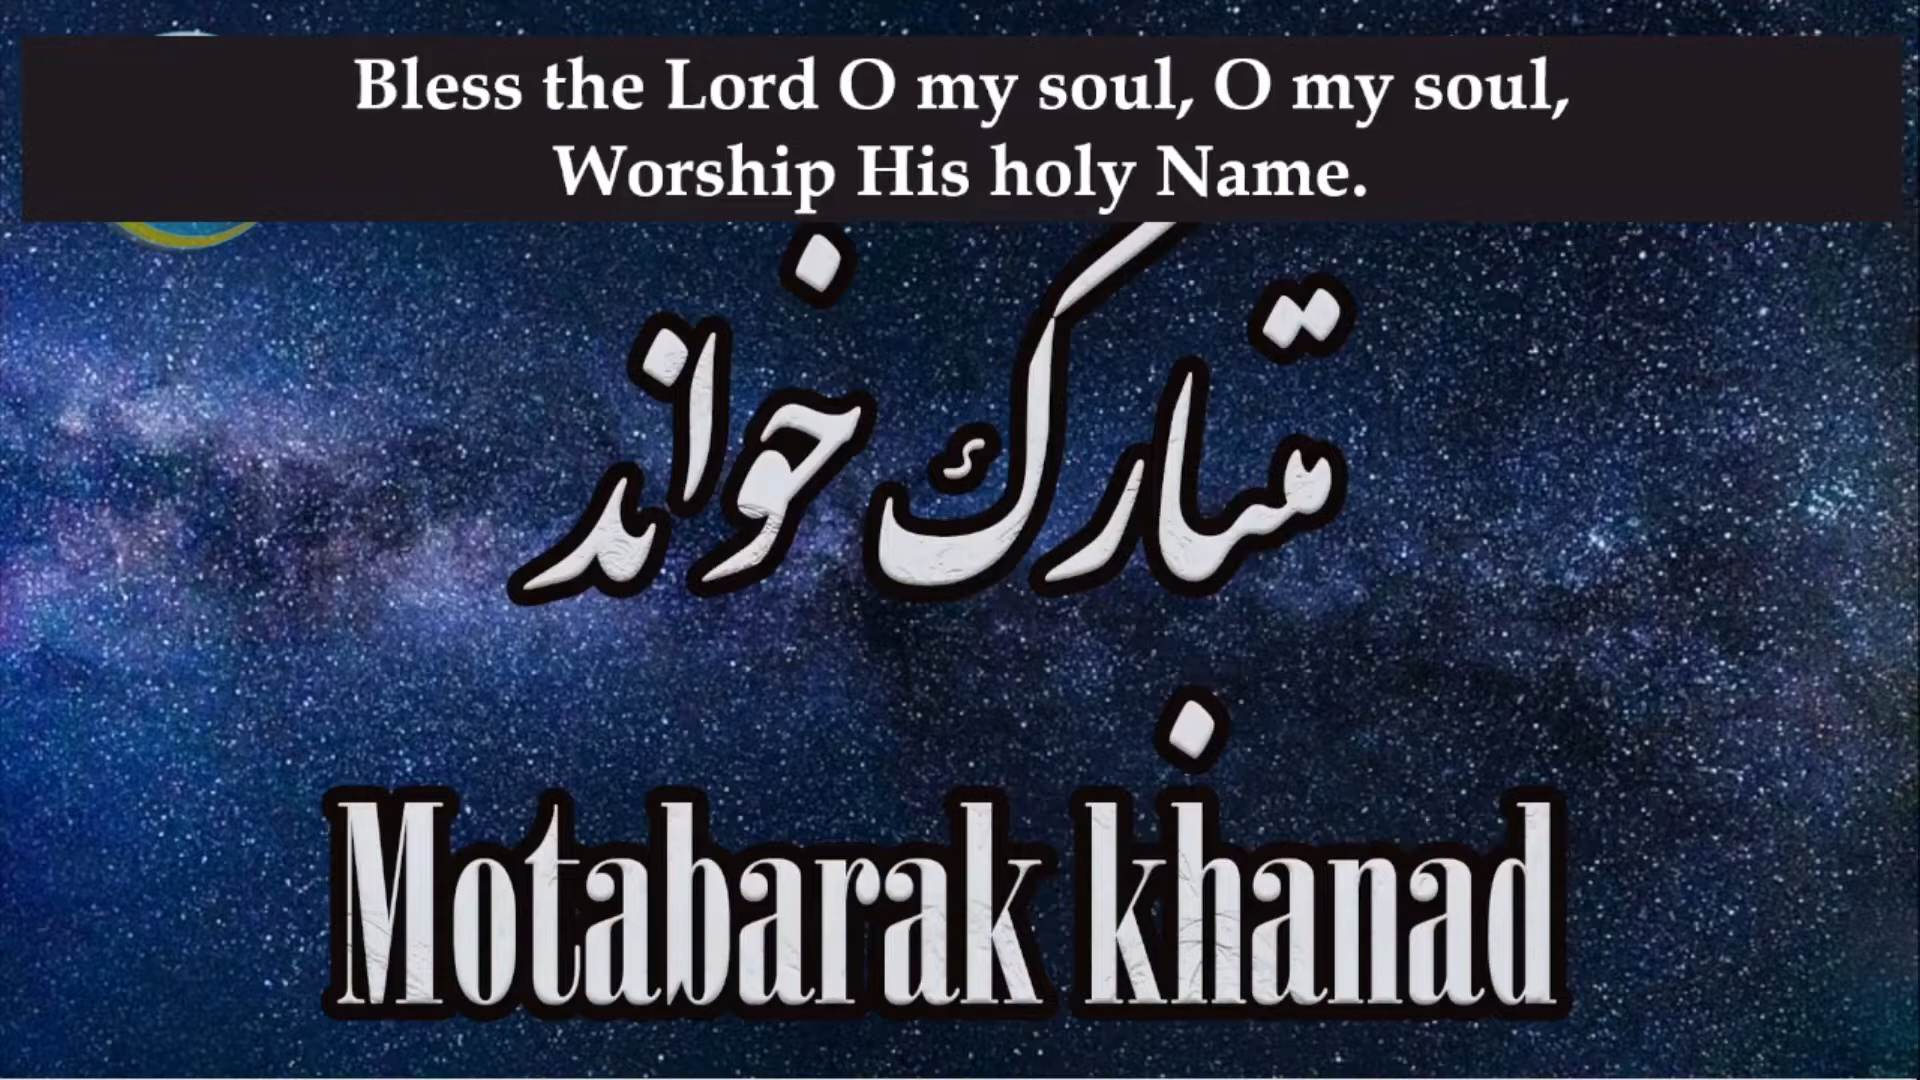 Bless the Lord O my soul, O my soul,
Worship His holy Name.
متبارک خواند
Motabarak khanad